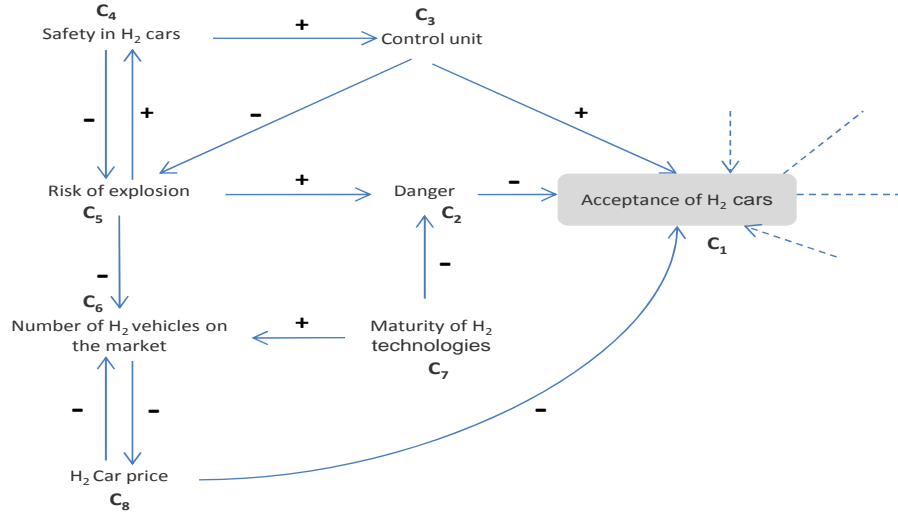 C4
C3
Safety in H2 cars
+
Control unit
-
+
-
+
Risk of explosion
+
Danger
-
Acceptance of H2 cars
C5
C2
C1
-
-
C6
Number of H2 vehicles on
the market
+
Maturity of H2
technologies
C7
-
-
-
H2 Car price
C8